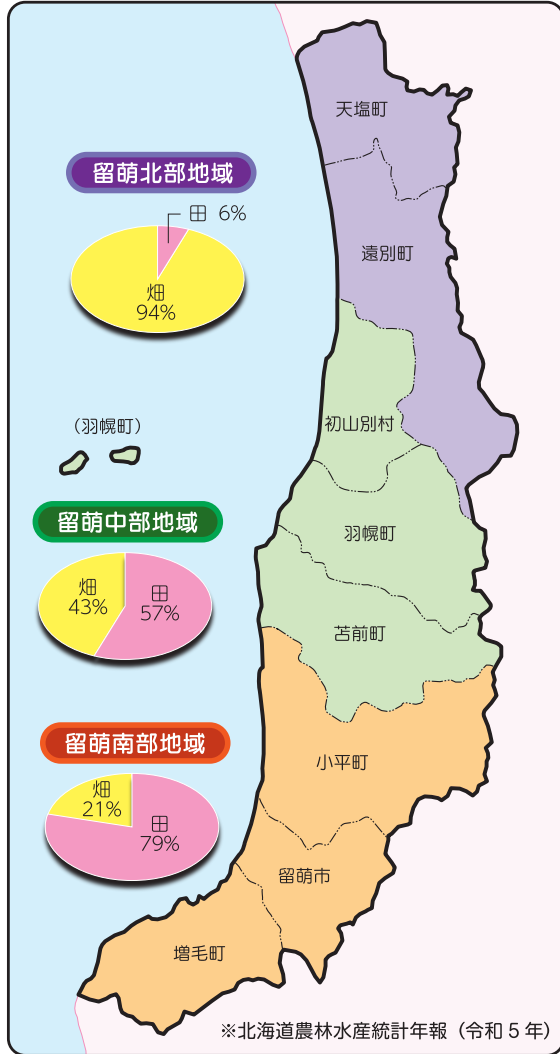 天塩町
留萌北部地域
田 6%
畑
94%
遠別町
(羽幌町)
初山別村
留萌中部地域
畑
43%
田
57%
羽幌町
苫前町
留萌南部地域
畑
21%
田
79%
小平町
留萌市
増毛町
※北海道農林水産統計年報（令和５年）